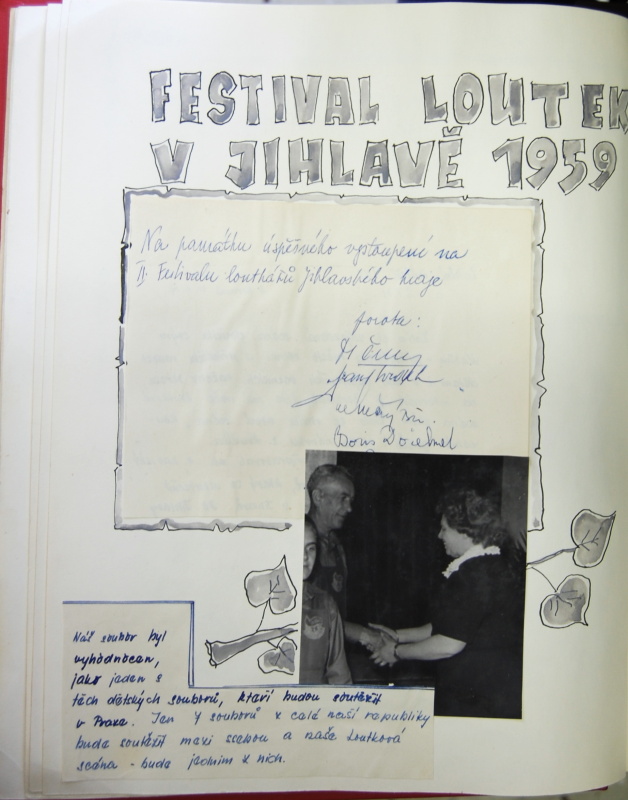 FESTIVAL LOUTEK
V JIHLAVĚ 1959
Na památku úspěšného vystoupení na
II. Festivalu loutkářů Jihlavského kraje
porota:
Náš soubor byl
vyhodnocen,
jako jeden z
těch dětských souborů, kteří budou soutěžit
v Praze. Jen 4 souborů z celé naší republiky
bude soutěžit mezi sebou a naše Loutková
scéna - bude jedním z nich.